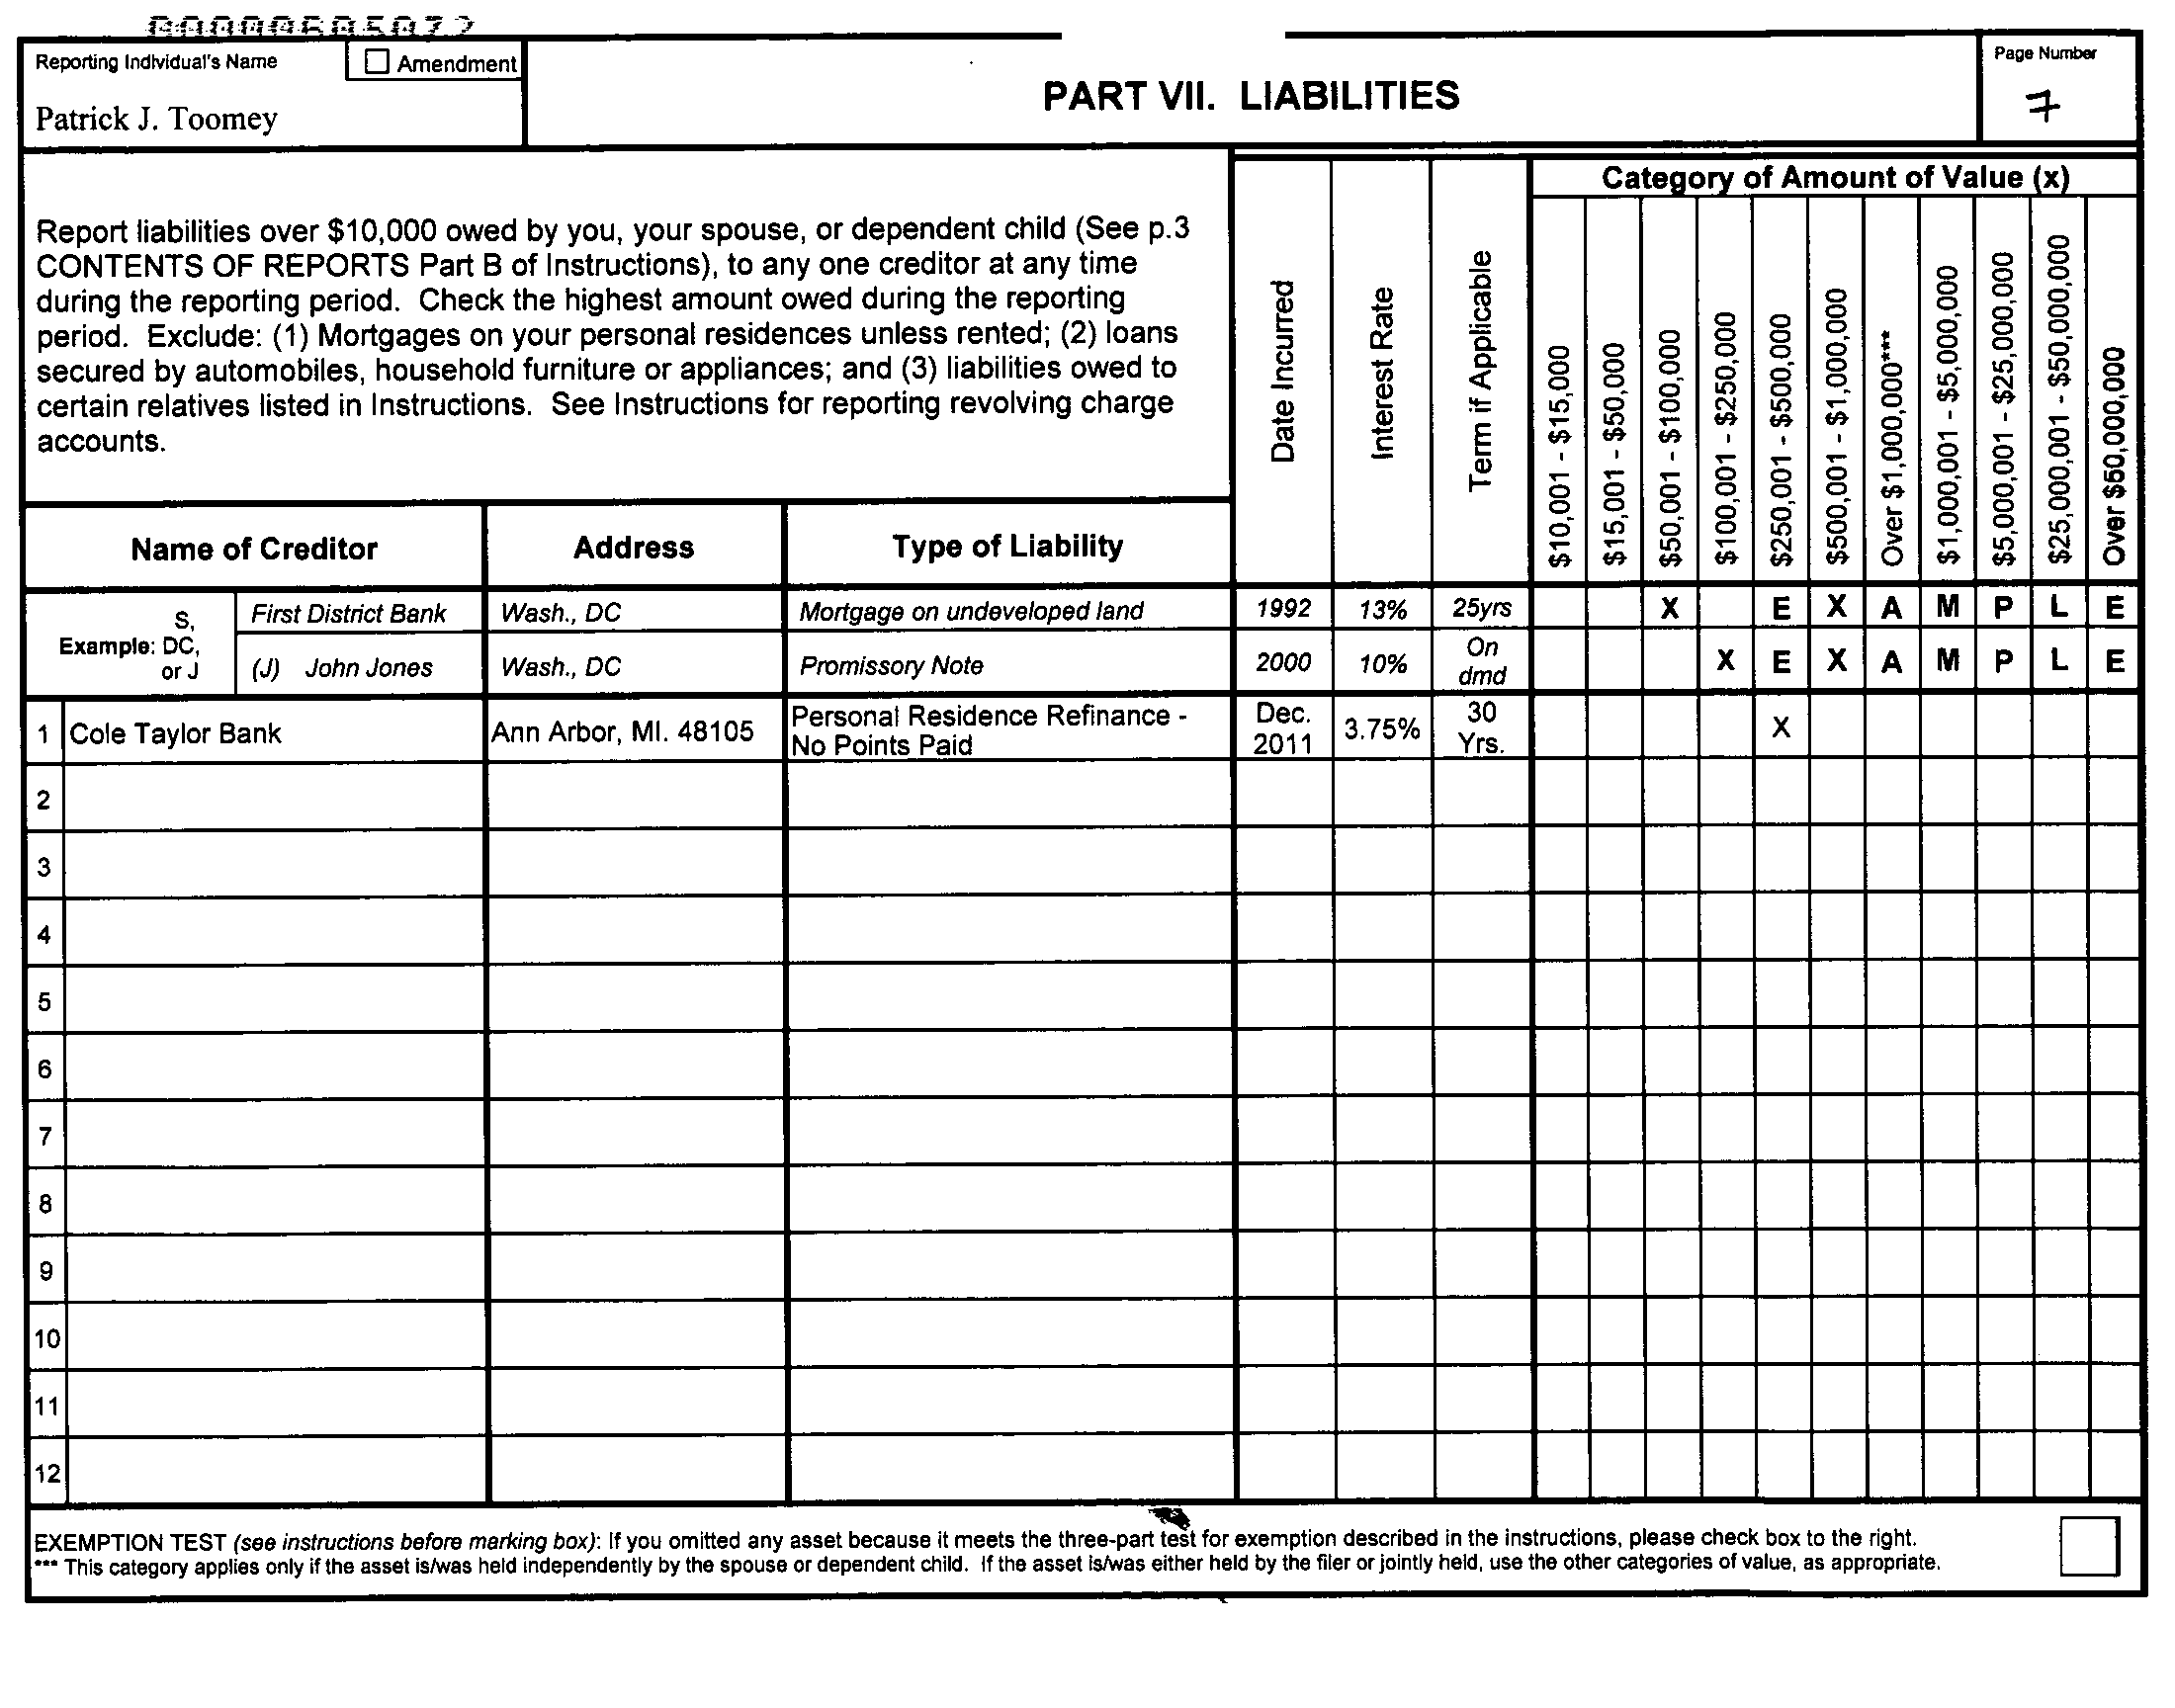 Reporting Individual's Name
☐ Amendment
Patrick J. Toomey
PART VII. LIABILITIES
Page Number
7
Report liabilities over $10,000 owed by you, your spouse, or dependent child (See p.3
CONTENTS OF REPORTS Part B of Instructions), to any one creditor at any time
during the reporting period. Check the highest amount owed during the reporting
period. Exclude: (1) Mortgages on your personal residences unless rented; (2) loans
secured by automobiles, household furniture or appliances; and (3) liabilities owed to
certain relatives listed in Instructions. See Instructions for reporting revolving charge
accounts.
Date Incurred
Interest Rate
Term if Applicable
Category of Amount of Value (x)
$10,001 - $15,000
$15,001 - $50,000
$50,001 - $100,000
$100,001 - $250,000
$250,001 - $500,000
$500,001 - $1,000,000
Over $1,000,000***
$1,000,001 - $5,000,000
$5,000,001 - $25,000,000
$25,000,001 - $50,000,000
Over $50,000,000
Name of Creditor Address Type of Liability
Example: S, DC, or J
First District Bank Wash., DC Mortgage on undeveloped land 1992 13% 25yrs X E X A M P L E
(J) John Jones Wash., DC Promissory Note 2000 10% On dmd X E X A M P L E
1 Cole Taylor Bank Ann Arbor, MI. 48105 Personal Residence Refinance - No Points Paid Dec. 2011 3.75% 30 Yrs. X
2
3
4
5
6
7
8
9
10
11
12
EXEMPTION TEST (see instructions before marking box): If you omitted any asset because it meets the three-part test for exemption described in the instructions, please check box to the right.
*** This category applies only if the asset is/was held independently by the spouse or dependent child. If the asset is/was either held by the filer or jointly held, use the other categories of value, as appropriate.